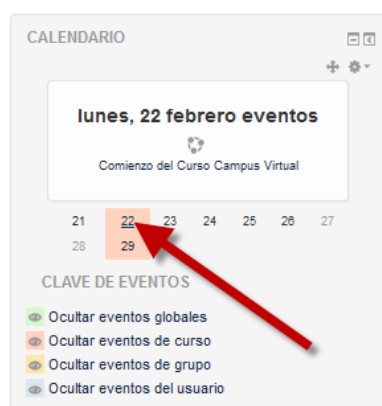 CALENDARIO
lunes, 22 febrero eventos
Comienzo del Curso Campus Virtual
21 22 23 24 25 26 27
28 29
CLAVE DE EVENTOS
Ocultar eventos globales
Ocultar eventos de curso
Ocultar eventos de grupo
Ocultar eventos del usuario